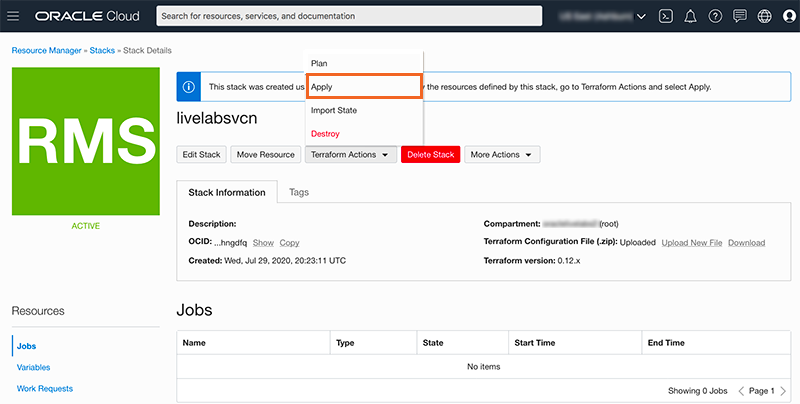 ORACLE Cloud
Search for resources, services, and documentation
Resource Manager » Stacks » Stack Details
RMS
ACTIVE
Plan
Apply
Import State
Destroy
This stack was created us
y the resources defined by this stack, go to Terraform Actions and select Apply.
livelabsvcn
Edit Stack Move Resource Terraform Actions Delete Stack More Actions
Stack Information Tags
Description:
Compartment: (root)
OCID: ...hngdfq Show Copy
Terraform Configuration File (.zip): Uploaded Upload New File Download
Created: Wed, Jul 29, 2020, 20:23:11 UTC
Terraform version: 0.12.x
Resources
Jobs
Variables
Work Requests
Jobs
Name Type State Start Time End Time
No items
Showing 0 Jobs Page 1